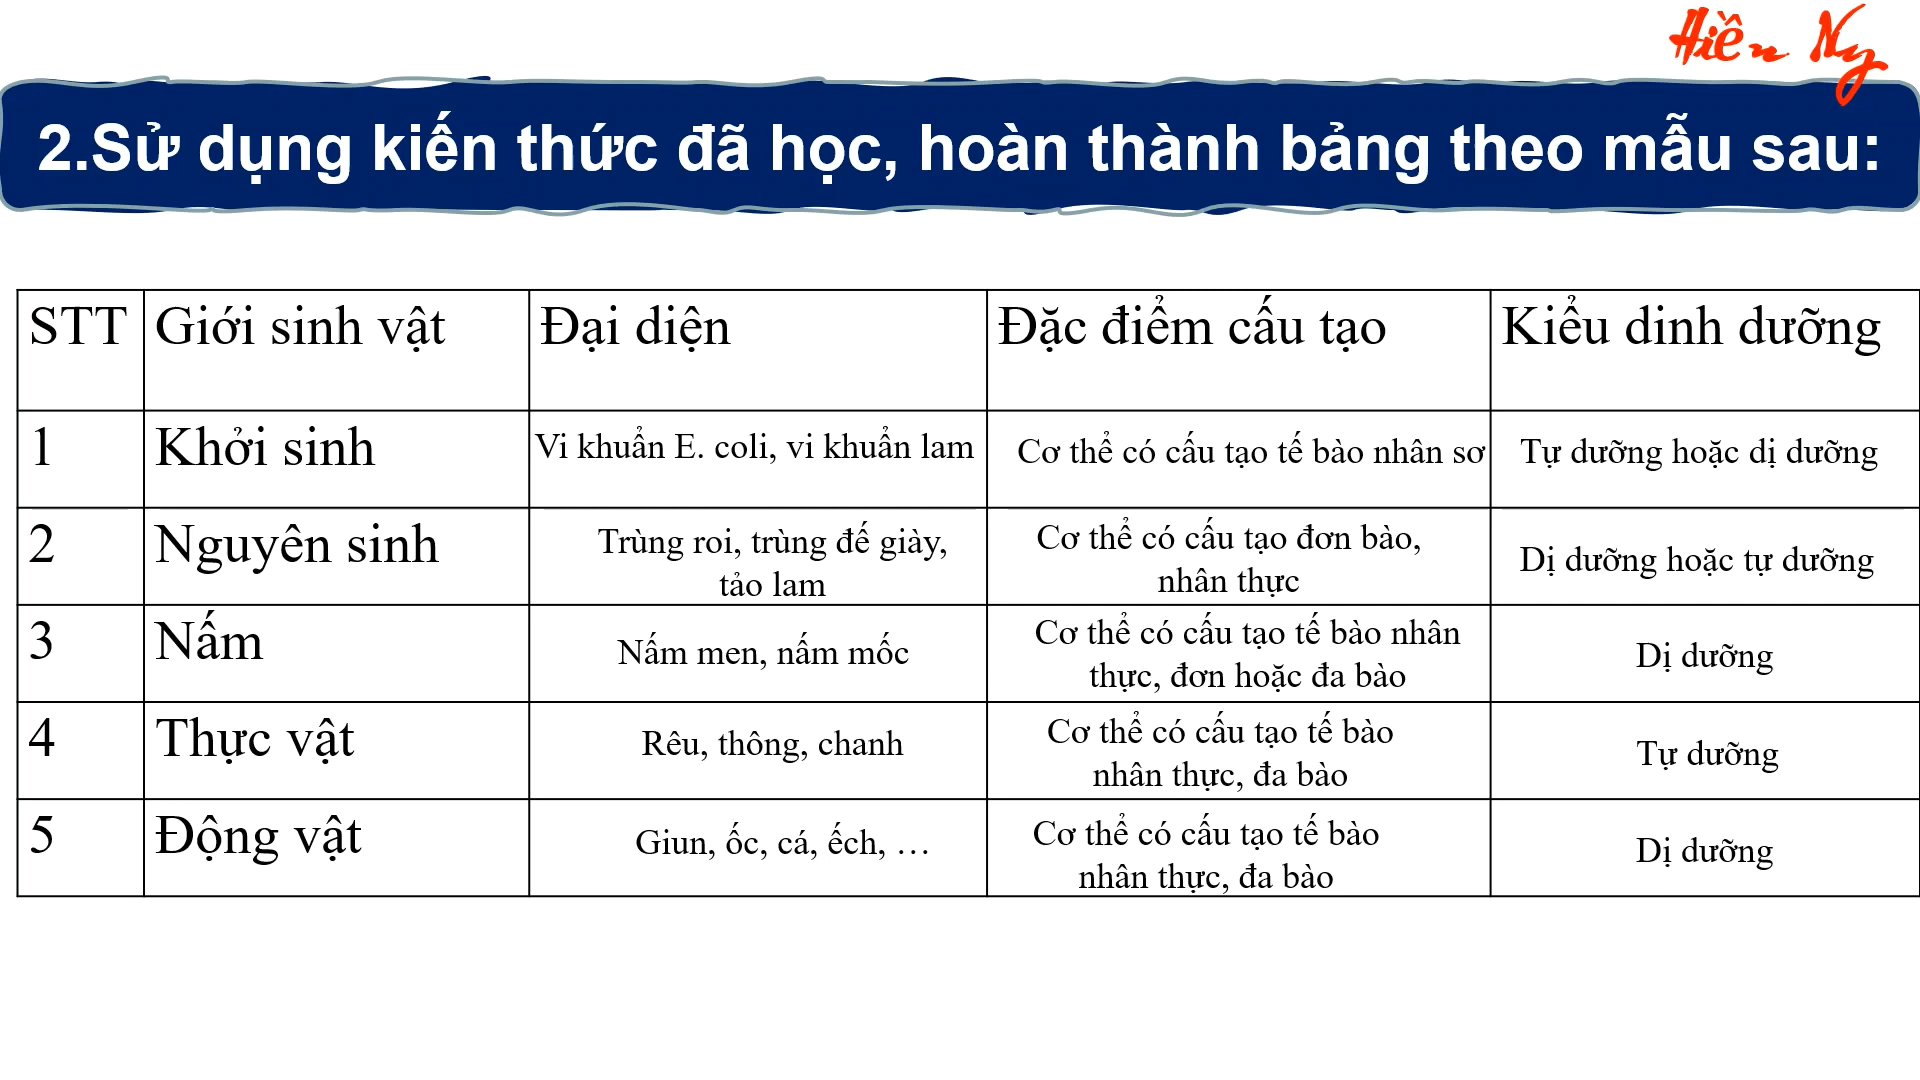 Hiền Ny
2.Sử dụng kiến thức đã học, hoàn thành bảng theo mẫu sau:
STT Giới sinh vật Đại diện Đặc điểm cấu tạo Kiểu dinh dưỡng
1 Khởi sinh Vi khuẩn E. coli, vi khuẩn lam Cơ thể có cấu tạo tế bào nhân sơ Tự dưỡng hoặc dị dưỡng
2 Nguyên sinh Trùng roi, trùng đế giày,
tảo lam
Cơ thể có cấu tạo đơn bào,
nhân thực
Dị dưỡng hoặc tự dưỡng
3 Nấm Nấm men, nấm mốc Cơ thể có cấu tạo tế bào nhân
thực, đơn hoặc đa bào
Dị dưỡng
4 Thực vật Rêu, thông, chanh Cơ thể có cấu tạo tế bào
nhân thực, đa bào
Tự dưỡng
5 Động vật Giun, ốc, cá, ếch, … Cơ thể có cấu tạo tế bào
nhân thực, đa bào
Dị dưỡng